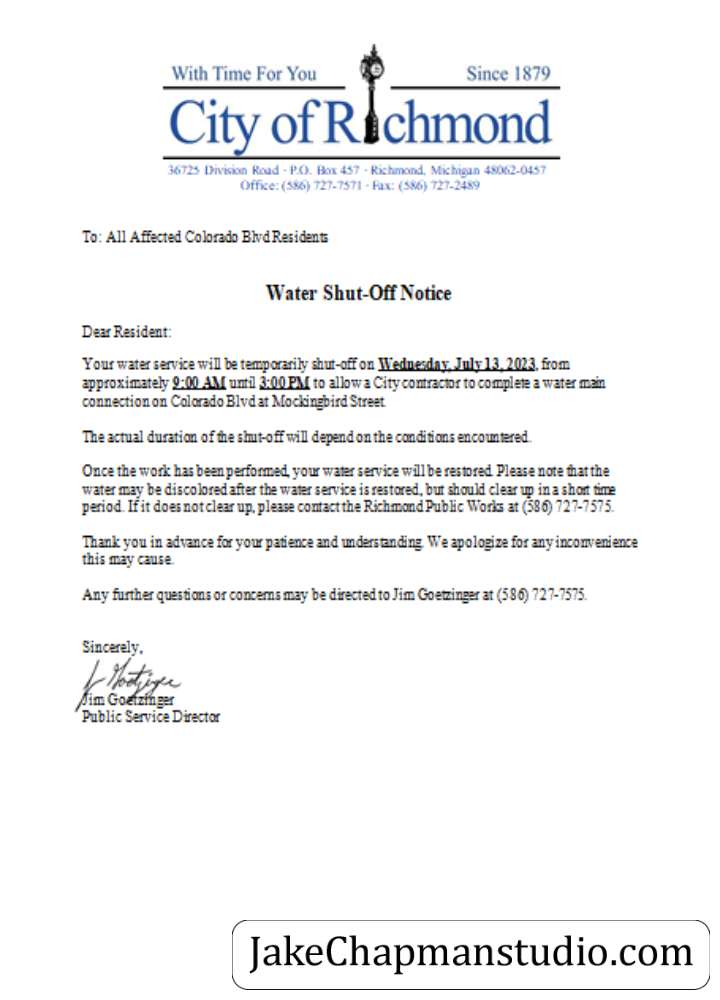 With Time For You Since 1879
City of Richmond
36725 Division Road · P.O. Box 457 · Richmond, Michigan 48062-0457
Office: (586) 727-7571 · Fax: (586) 727-2489
To: All Affected Colorado Blvd Residents
Water Shut-Off Notice
Dear Resident:
Your water service will be temporarily shut-off on Wednesday, July 13, 2023, from
approximately 9:00 AM until 3:00 PM to allow a City contractor to complete a water main
connection on Colorado Blvd at Mockingbird Street.
The actual duration of the shut-off will depend on the conditions encountered.
Once the work has been performed, your water service will be restored. Please note that the
water may be discolored after the water service is restored, but should clear up in a short time
period. If it does not clear up, please contact the Richmond Public Works at (586) 727-7575.
Thank you in advance for your patience and understanding. We apologize for any inconvenience
this may cause.
Any further questions or concerns may be directed to Jim Goetzinger at (586) 727-7575.
Sincerely,
J Goetzinger
Jim Goetzinger
Public Service Director
JakeChapmanstudio.com